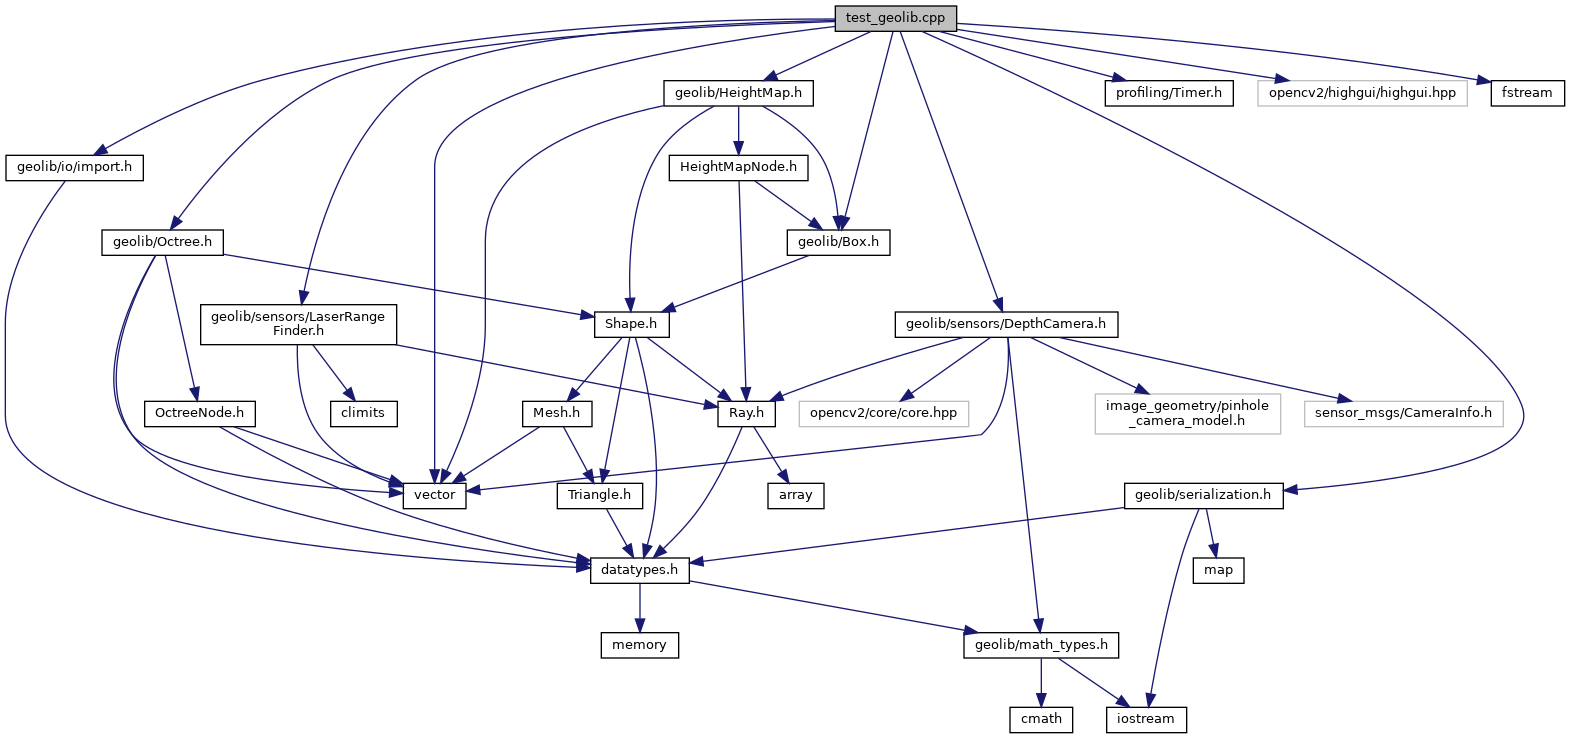 test_geolib.cpp
geolib/HeightMap.h
profiling/Timer.h
opencv2/highgui/highgui.hpp
fstream
geolib/io/import.h
HeightMapNode.h
geolib/Octree.h
geolib/Box.h
geolib/sensors/LaserRange
Finder.h
Shape.h
geolib/sensors/DepthCamera.h
OctreeNode.h
climits
Mesh.h
Ray.h
opencv2/core/core.hpp
image_geometry/pinhole
_camera_model.h
sensor_msgs/CameraInfo.h
vector
Triangle.h
array
geolib/serialization.h
datatypes.h
map
memory
geolib/math_types.h
cmath
iostream